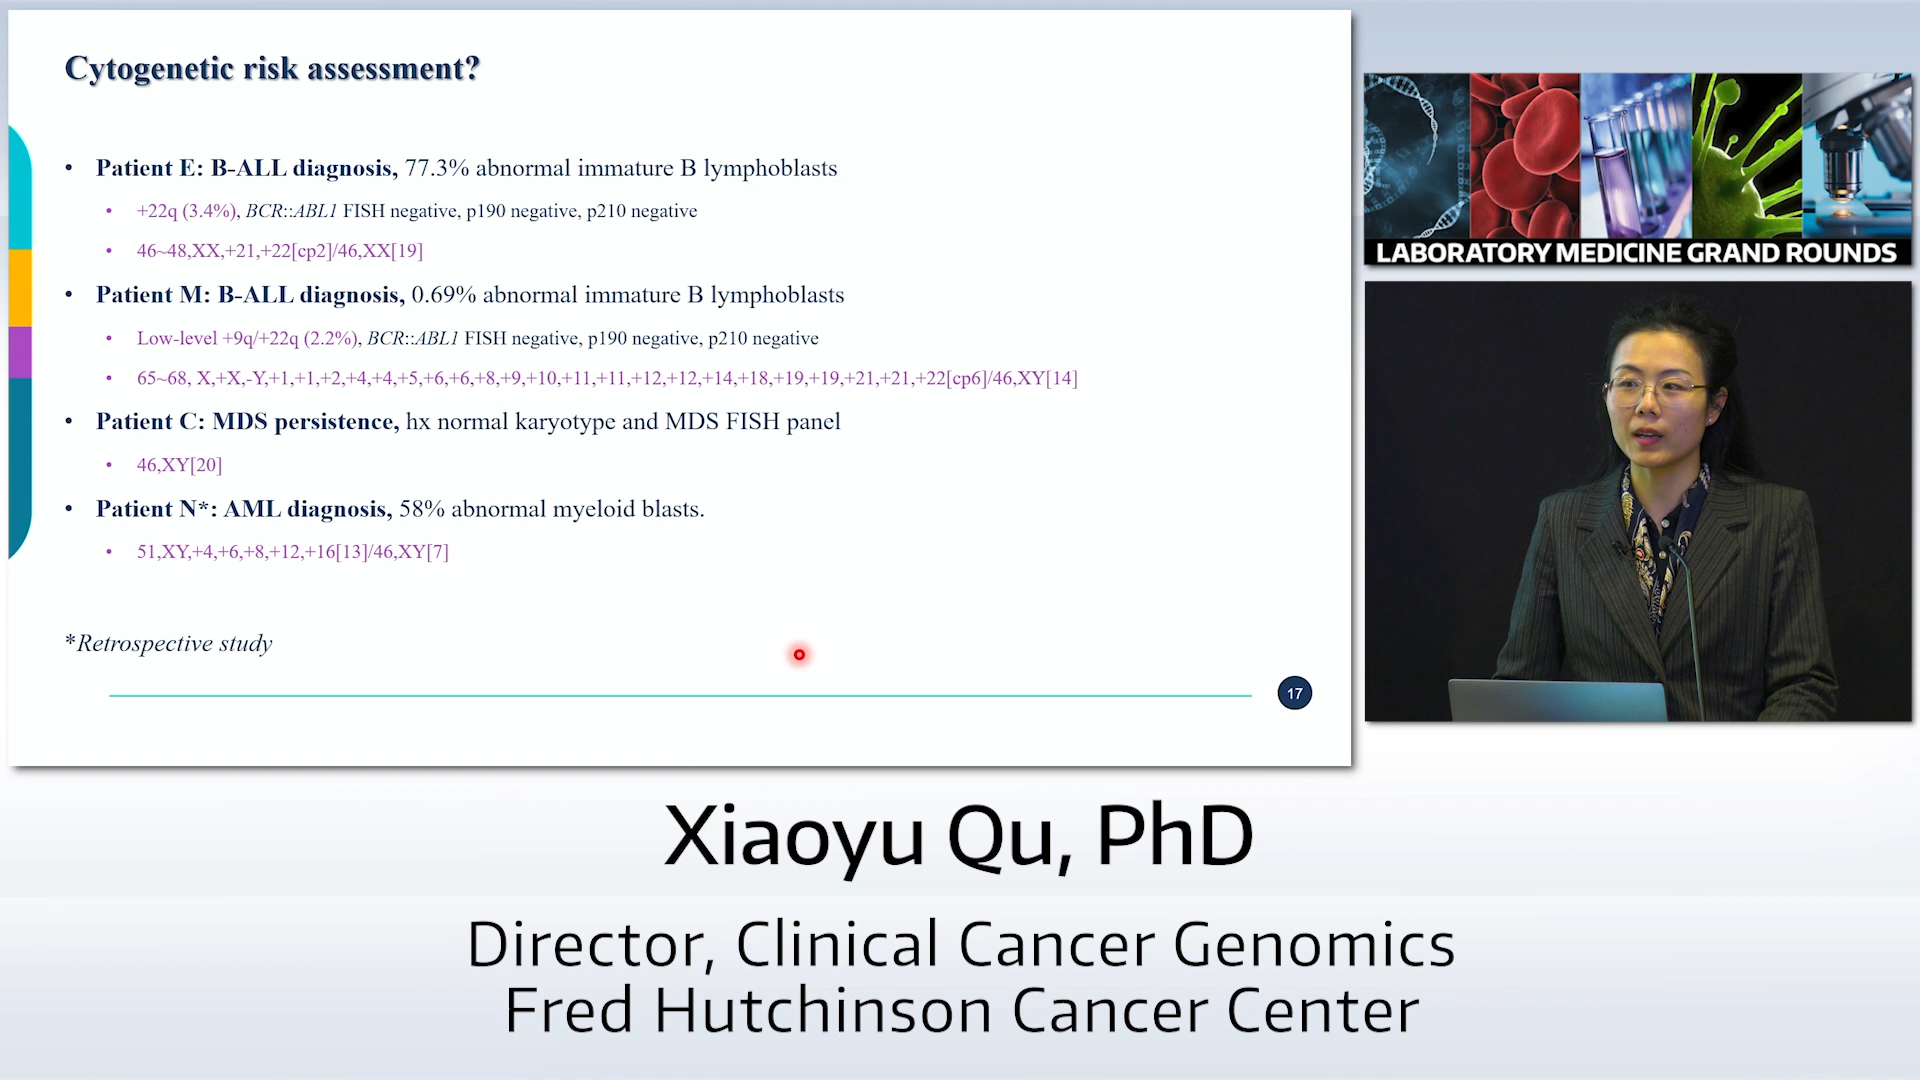 Cytogenetic risk assessment?
• Patient E: B-ALL diagnosis, 77.3% abnormal immature B lymphoblasts
• +22q (3.4%), BCR::ABL1 FISH negative, p190 negative, p210 negative
• 46~48,XX,+21,+22[cp2]/46,XX[19]
• Patient M: B-ALL diagnosis, 0.69% abnormal immature B lymphoblasts
• Low-level +9q/+22q (2.2%), BCR::ABL1 FISH negative, p190 negative, p210 negative
• 65~68, X,+X,-Y,+1,+1,+2,+4,+4,+5,+6,+6,+8,+9,+10,+11,+11,+12,+12,+14,+18,+19,+19,+21,+21,+22[cp6]/46,XY[14]
• Patient C: MDS persistence, hx normal karyotype and MDS FISH panel
• 46,XY[20]
• Patient N*: AML diagnosis, 58% abnormal myeloid blasts.
• 51,XY,+4,+6,+8,+12,+16[13]/46,XY[7]
*Retrospective study
17
LABORATORY MEDICINE GRAND ROUNDS
Xiaoyu Qu, PhD
Director, Clinical Cancer Genomics
Fred Hutchinson Cancer Center